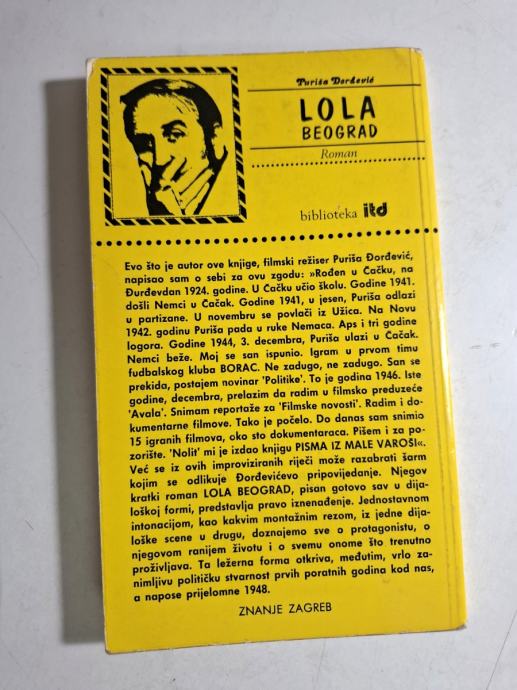 Puriša Đorđević
LOLA
BEOGRAD
Roman
biblioteka itd
Evo što je autor ove knjige, filmski režiser Puriša Đorđević,
napisao sam o sebi za ovu zgodu: »Rođen u Čačku, na
Đurđevdan 1924. godine. U Čačku učio školu. Godine 1941.
došli Nemci u Čačak. Godine 1941, u jesen, Puriša odlazi
u partizane. U novembru se povlači iz Užica. Na Novu
1942. godinu Puriša pada u ruke Nemaca. Aps i tri godine
logora. Godine 1944, 3. decembra, Puriša ulazi u Čačak.
Nemci beže. Moj se san ispunio. Igram u prvom timu
fudbalskog kluba BORAC. Ne zadugo, ne zadugo. San se
prekida, postajem novinar 'Politike'. To je godina 1946. Iste
godine, decembra, prelazim da radim u filmsko preduzeće
'Avala'. Snimam reportaže za 'Filmske novosti'. Radim i do-
kumentarne filmove. Tako je počelo. Do danas sam snimio
15 igranih filmova, oko sto dokumentaraca. Pišem i za po-
zorište. 'Nolit' mi je izdao knjigu PISMA IZ MALE VAROŠI«.
Već se iz ovih improviziranih riječi može razabrati šarm
kojim se odlikuje Đorđevićevo pripovijedanje. Njegov
kratki roman LOLA BEOGRAD, pisan gotovo sav u dija-
loškoj formi, predstavlja pravo iznenađenje. Jednostavnom
intonacijom, kao kakvim montažnim rezom, iz jedne dija-
loške scene u drugu, doznajemo sve o protagonistu, o
njegovom ranijem životu i o svemu onome što trenutno
proživljava. Ta ležerna forma otkriva, međutim, vrlo za-
nimljivu političku stvarnost prvih poratnih godina kod nas,
a napose prijelomne 1948.
ZNANJE ZAGREB